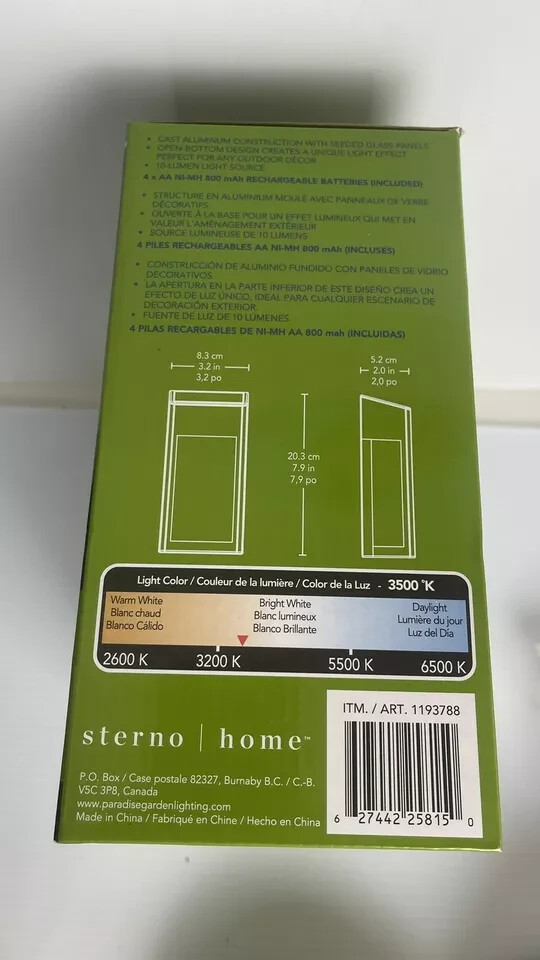 • CAST ALUMINUM CONSTRUCTION WITH SEEDED GLASS PANELS
• OPEN-BOTTOM DESIGN CREATES A UNIQUE LIGHT EFFECT
PERFECT FOR ANY OUTDOOR DÉCOR
• 10-LUMEN LIGHT SOURCE
4 x AA NI-MH 800 mAh RECHARGEABLE BATTERIES (INCLUDED)
• STRUCTURE EN ALUMINIUM MOULÉ AVEC PANNEAUX DE VERRE
DÉCORATIFS
• OUVERTE À LA BASE POUR UN EFFET LUMINEUX QUI MET EN
VALEUR L'AMÉNAGEMENT EXTÉRIEUR
• SOURCE LUMINEUSE DE 10 LUMENS
4 PILES RECHARGEABLES AA NI-MH 800 mAh (INCLUSES)
• CONSTRUCCIÓN DE ALUMINIO FUNDIDO CON PANELES DE VIDRIO
DECORATIVOS
• LA APERTURA EN LA PARTE INFERIOR DE ESTE DISEÑO CREA UN
EFECTO DE LUZ ÚNICO, IDEAL PARA CUALQUIER ESCENARIO DE
DECORACIÓN EXTERIOR.
• FUENTE DE LUZ DE 10 LÚMENES
4 PILAS RECARGABLES DE NI-MH AA 800 mah (INCLUIDAS)
8.3 cm
3.2 in
3,2 po
5.2 cm
2.0 in
2,0 po
20.3 cm
7.9 in
7,9 po
Light Color / Couleur de la lumière / Color de la Luz - 3500 °K
Warm White
Blanc chaud
Blanco Cálido
Bright White
Blanc lumineux
Blanco Brillante
Daylight
Lumière du jour
Luz del Día
2600 K 3200 K 5500 K 6500 K
sterno | home™
P.O. Box / Case postale 82327, Burnaby B.C. / C.-B.
V5C 3P8, Canada
www.paradisegardenlighting.com
Made in China / Fabriqué en Chine / Hecho en China
ITM. / ART. 1193788
6 27442 25815 0